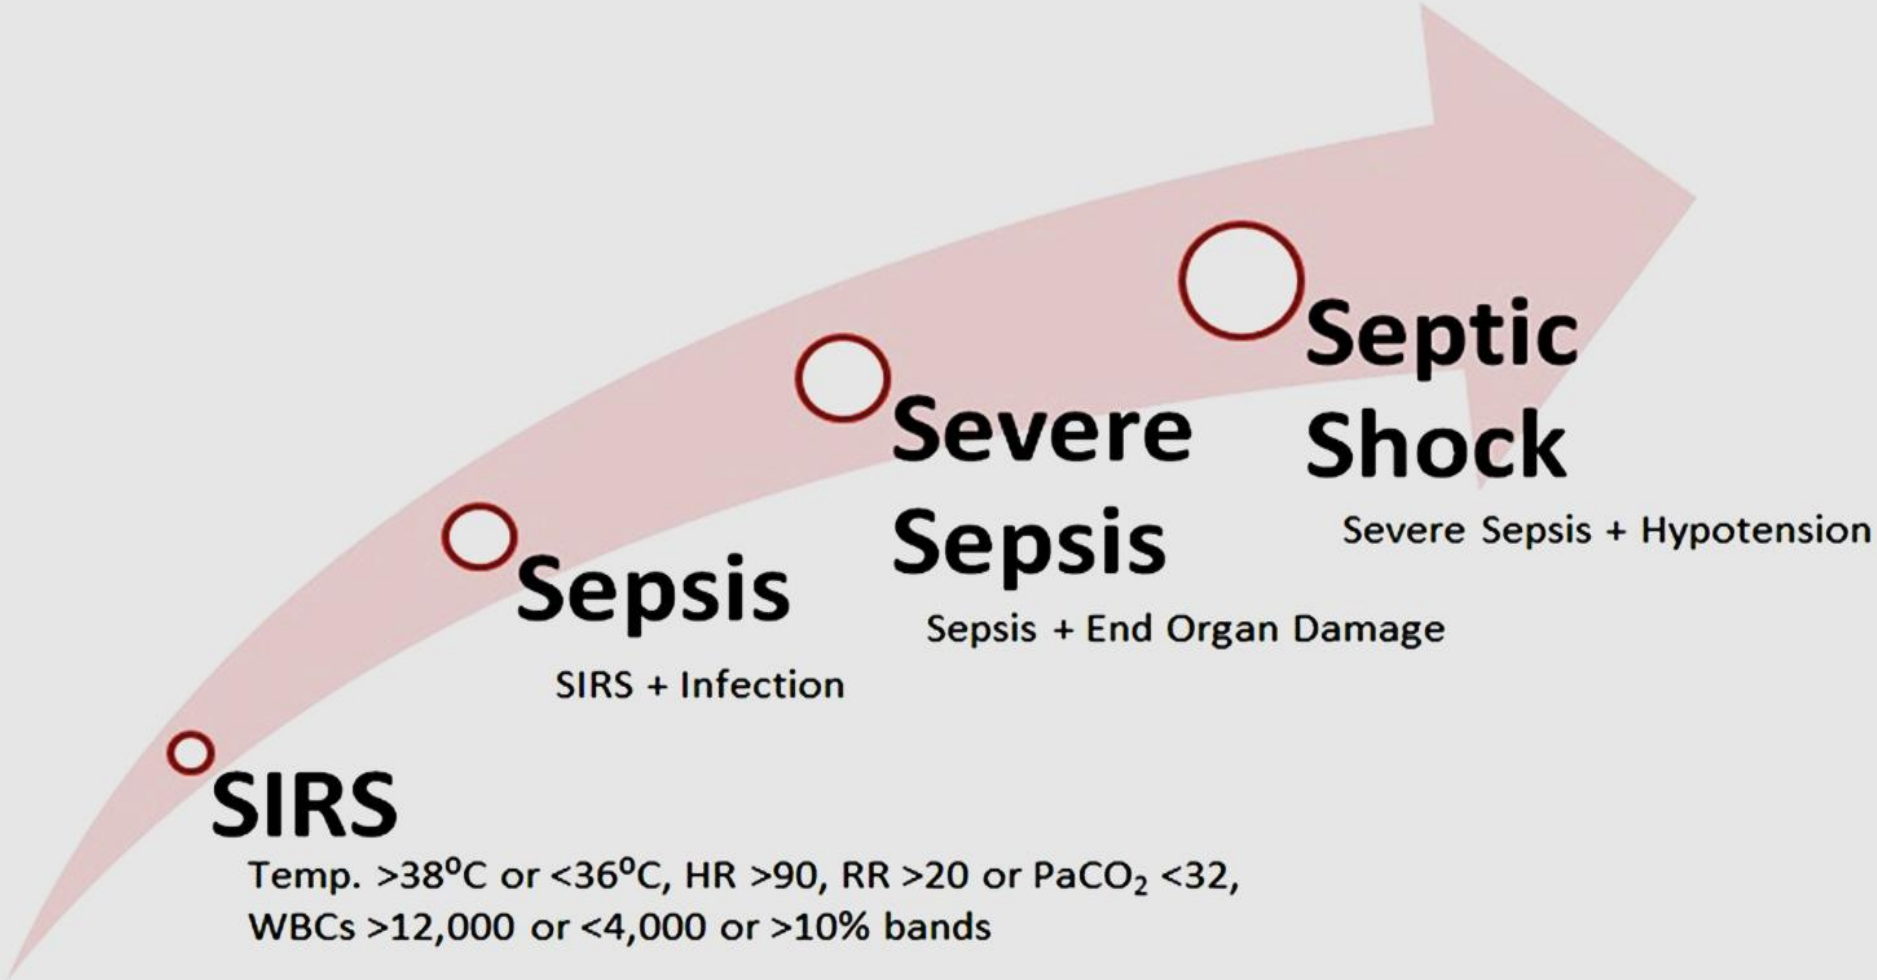 SIRS
Temp. >38⁰C or <36⁰C, HR >90, RR >20 or PaCO₂ <32,
WBCs >12,000 or <4,000 or >10% bands
Sepsis
SIRS + Infection
Severe
Sepsis
Sepsis + End Organ Damage
Septic
Shock
Severe Sepsis + Hypotension